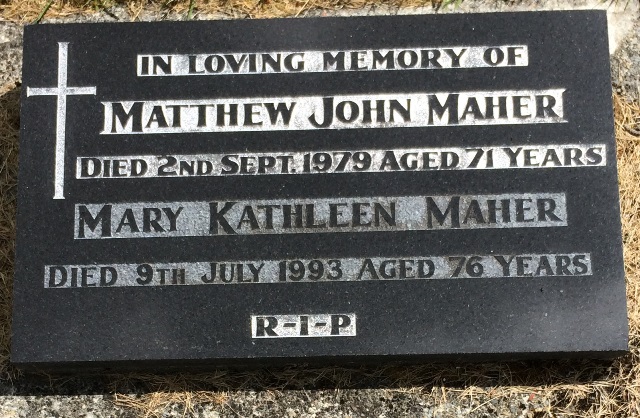 IN LOVING MEMORY OF
MATTHEW JOHN MAHER
DIED 2ND SEPT. 1979 AGED 71 YEARS
MARY KATHLEEN MAHER
DIED 9TH JULY 1993 AGED 76 YEARS
R-I-P